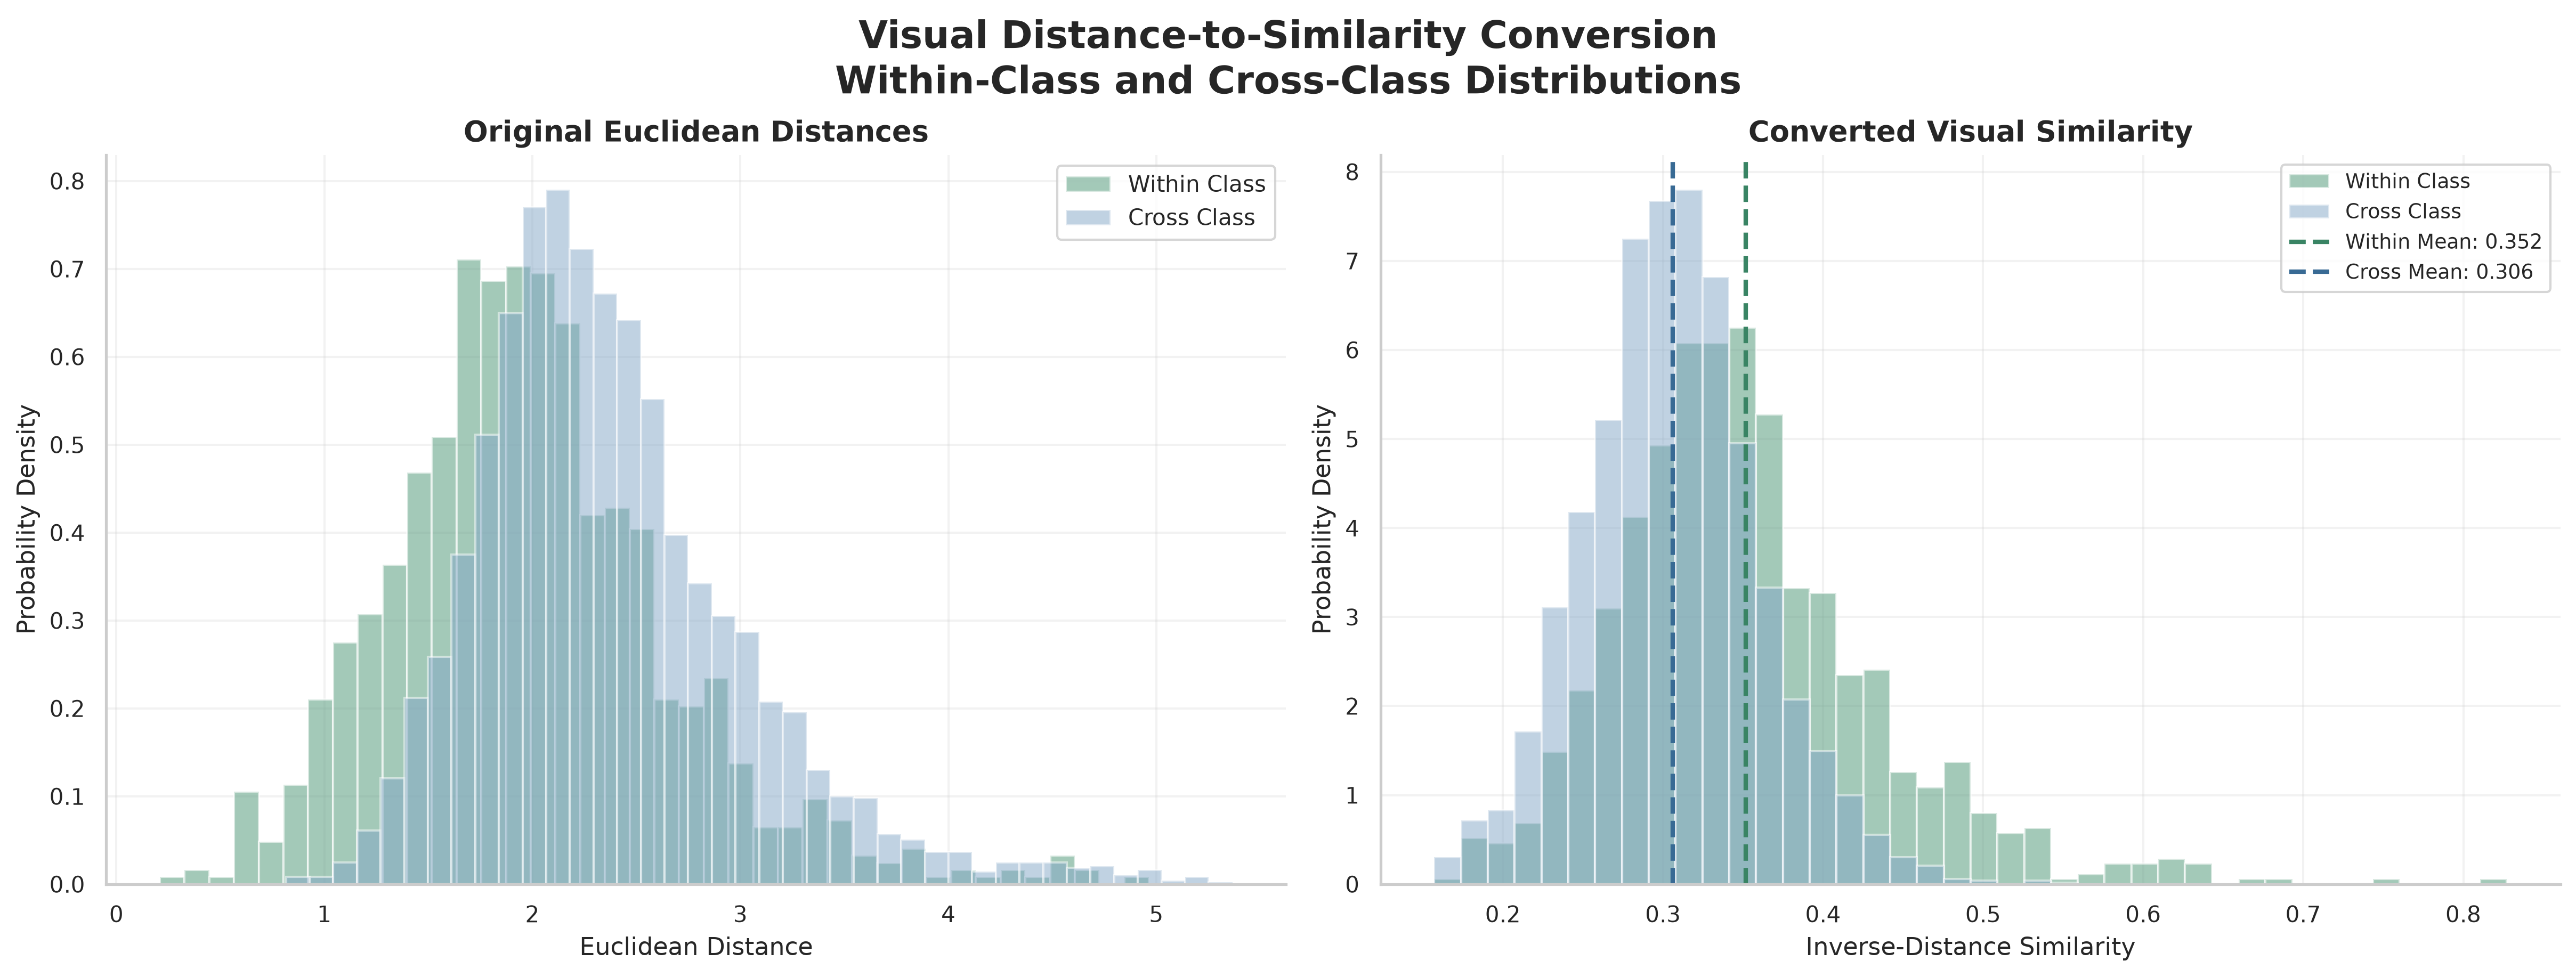 Visual Distance-to-Similarity Conversion
Within-Class and Cross-Class Distributions
Original Euclidean Distances
Probability Density
0.8
0.7
0.6
0.5
0.4
0.3
0.2
0.1
0.0
0 1 2 3 4 5
Euclidean Distance
Within Class
Cross Class
Converted Visual Similarity
Probability Density
8
7
6
5
4
3
2
1
0
0.2 0.3 0.4 0.5 0.6 0.7 0.8
Inverse-Distance Similarity
Within Class
Cross Class
Within Mean: 0.352
Cross Mean: 0.306